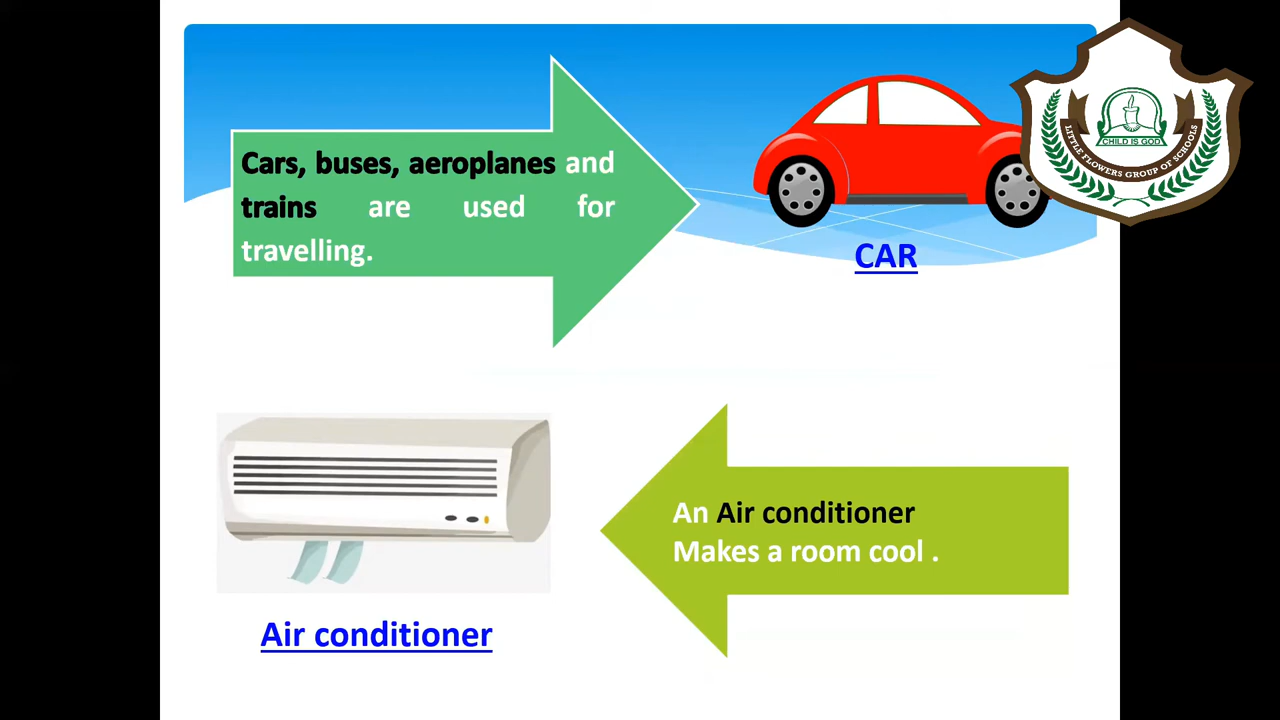 Cars, buses, aeroplanes and
trains are used for
travelling.
CAR
CHILD IS GOD
LITTLE FLOWERS GROUP OF SCHOOLS
An Air conditioner
Makes a room cool .
Air conditioner